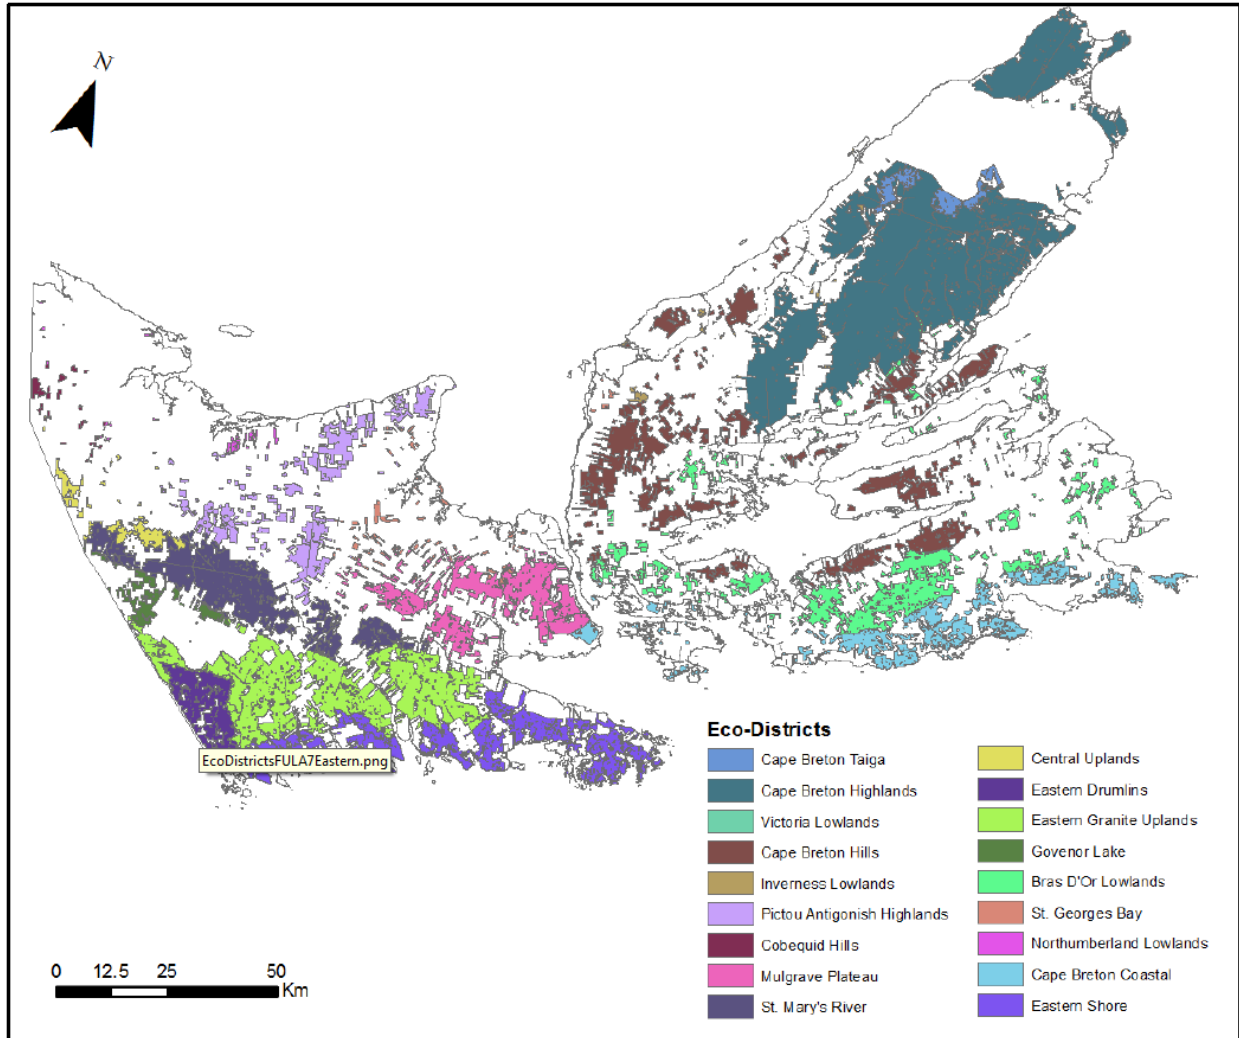 N
EcoDistrictsFULA7Eastern.png
Eco-Districts
Cape Breton Taiga
Cape Breton Highlands
Victoria Lowlands
Cape Breton Hills
Inverness Lowlands
Pictou Antigonish Highlands
Cobequid Hills
Mulgrave Plateau
St. Mary's River
Central Uplands
Eastern Drumlins
Eastern Granite Uplands
Govenor Lake
Bras D'Or Lowlands
St. Georges Bay
Northumberland Lowlands
Cape Breton Coastal
Eastern Shore
0 12.5 25 50
Km